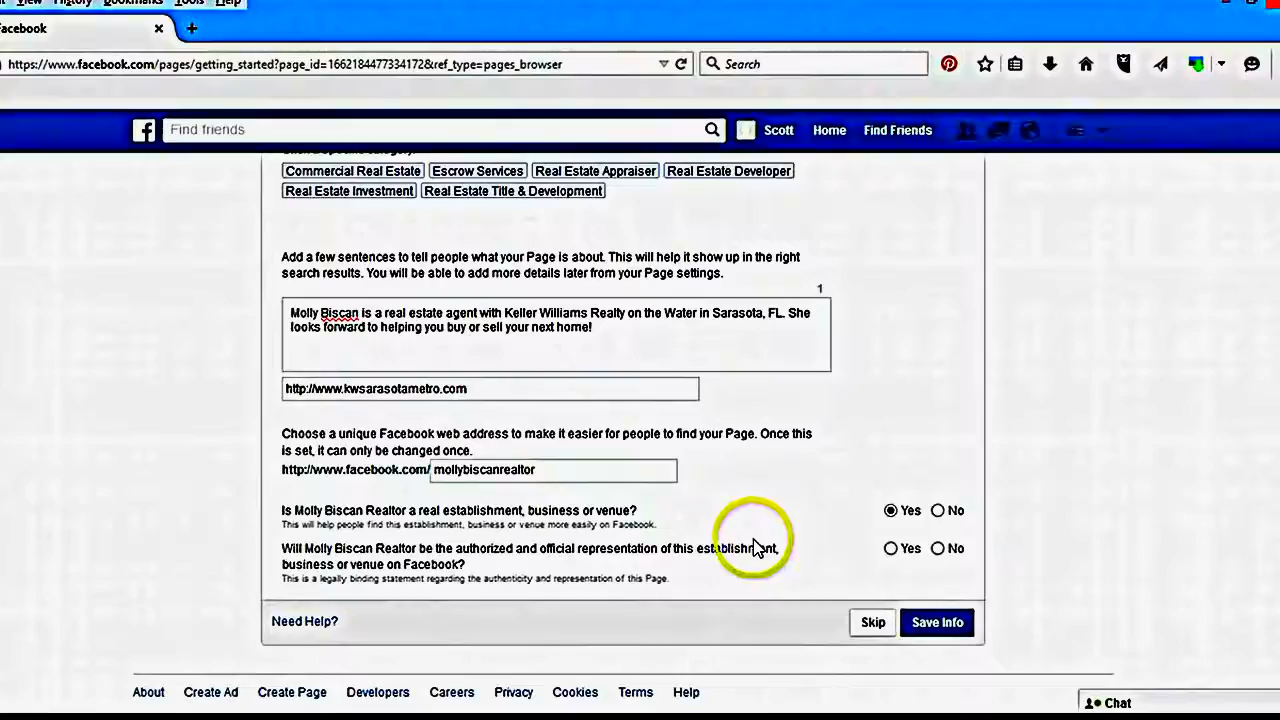 View History Bookmarks Tools Help
Facebook
https://www.facebook.com/pages/getting_started?page_id=1662184477334172&ref_type=pages_browser
Search
Find friends
Scott Home Find Friends
Commercial Real Estate Escrow Services Real Estate Appraiser Real Estate Developer
Real Estate Investment Real Estate Title & Development
Add a few sentences to tell people what your Page is about. This will help it show up in the right
search results. You will be able to add more details later from your Page settings.
1
Molly Biscan is a real estate agent with Keller Williams Realty on the Water in Sarasota, FL. She
looks forward to helping you buy or sell your next home!
http://www.kwsarasotametro.com
Choose a unique Facebook web address to make it easier for people to find your Page. Once this
is set, it can only be changed once.
http://www.facebook.com/ mollybiscanrealtor
Is Molly Biscan Realtor a real establishment, business or venue? Yes No
This will help people find this establishment, business or venue more easily on Facebook.
Will Molly Biscan Realtor be the authorized and official representation of this establishment, Yes No
business or venue on Facebook?
This is a legally binding statement regarding the authenticity and representation of this Page.
Need Help? Skip Save Info
About Create Ad Create Page Developers Careers Privacy Cookies Terms Help
Chat